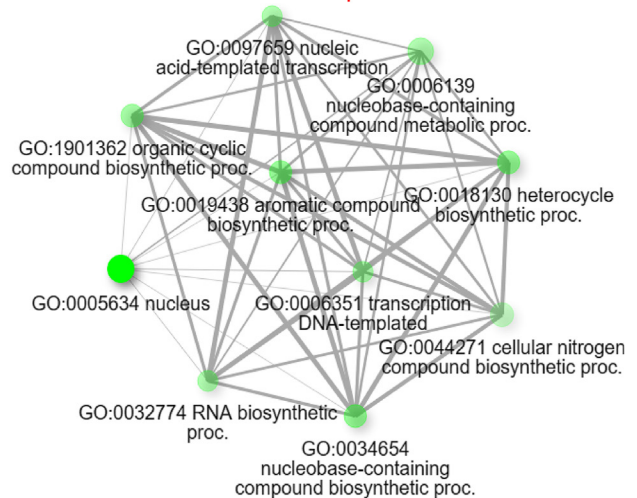 GO:0097659 nucleic
acid-templated transcription
GO:0006139
nucleobase-containing
compound metabolic proc.
GO:1901362 organic cyclic
compound biosynthetic proc.
GO:0018130 heterocycle
biosynthetic proc.
GO:0019438 aromatic compound
biosynthetic proc.
GO:0005634 nucleus
GO:0006351 transcription
DNA-templated
GO:0044271 cellular nitrogen
compound biosynthetic proc.
GO:0032774 RNA biosynthetic
proc.
GO:0034654
nucleobase-containing
compound biosynthetic proc.